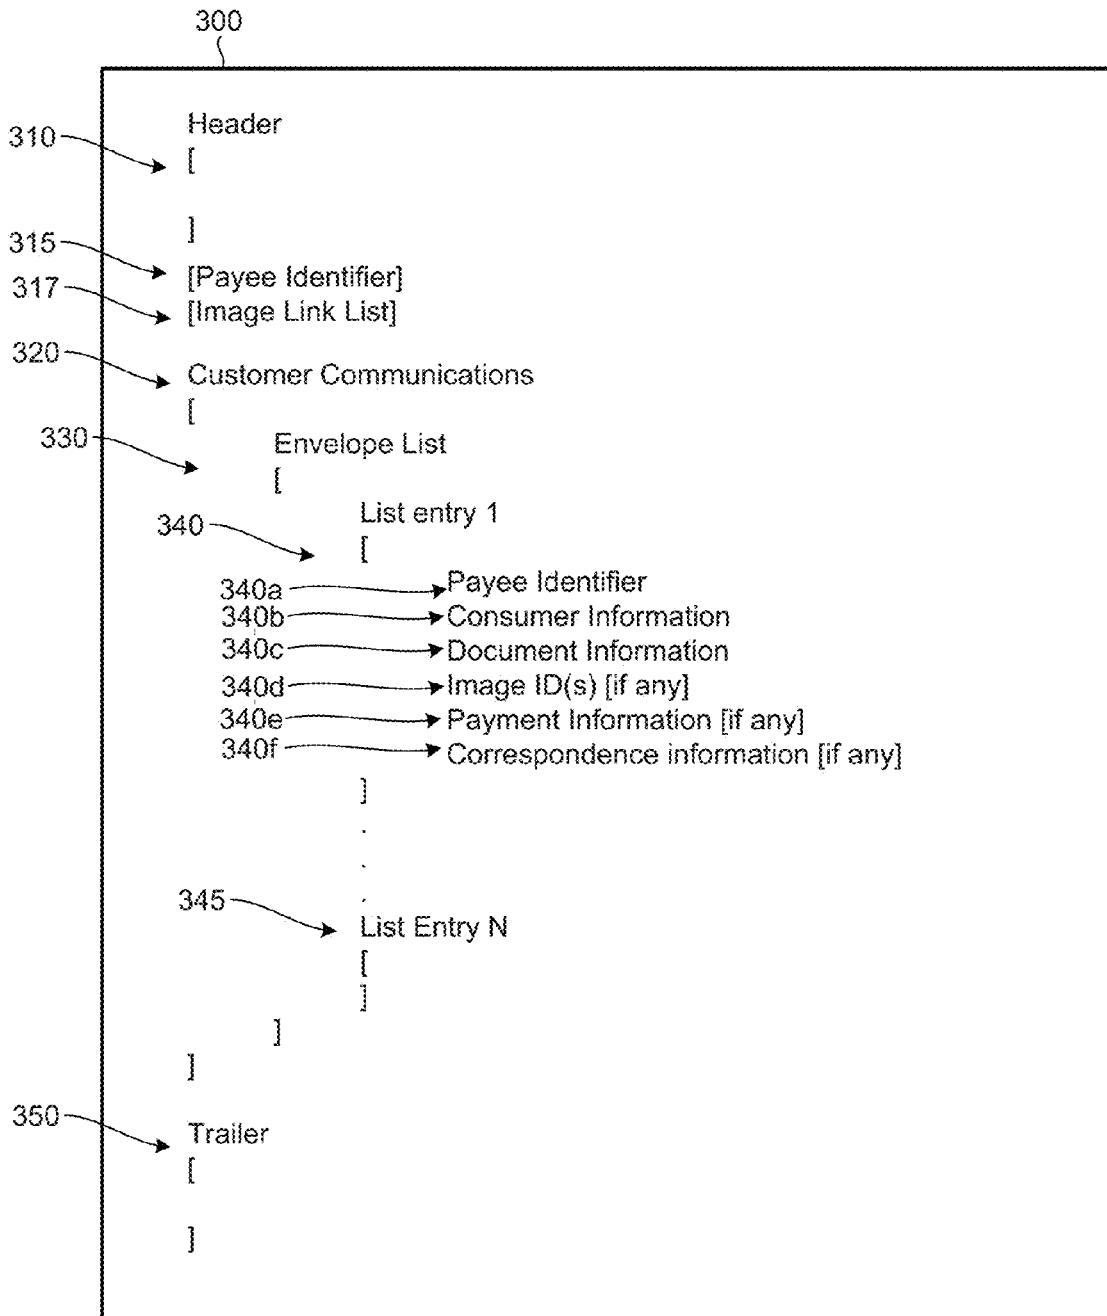 300
Header
310
[
]
315
[Payee Identifier]
317
[Image Link List]
320
Customer Communications
[
330
Envelope List
[
List entry 1
340
[
340a Payee Identifier
340b Consumer Information
340c Document Information
340d Image ID(s) [if any]
340e Payment Information [if any]
340f Correspondence information [if any]
]
.
.
.
345
List Entry N
[
]
]
]
350
Trailer
[
]